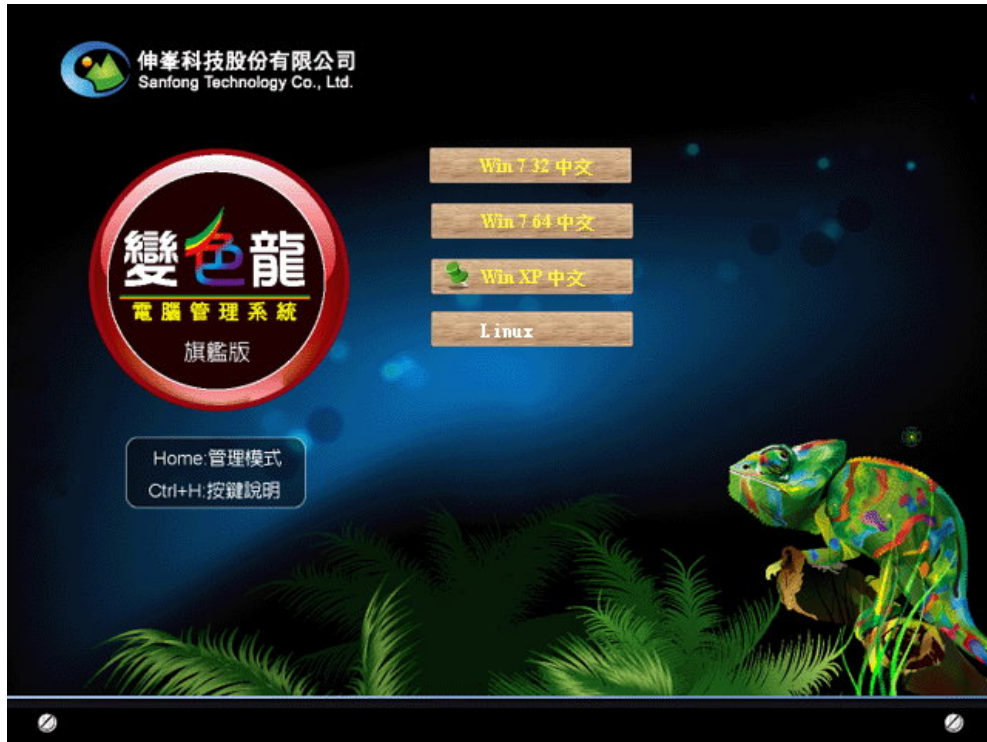 伸峯科技股份有限公司
Sanfong Technology Co., Ltd.
變色龍
電腦管理系統
旗艦版
Home:管理模式
Ctrl+H:按鍵說明
Win 7 32 中文
Win 7 64 中文
Win XP 中文
Linux